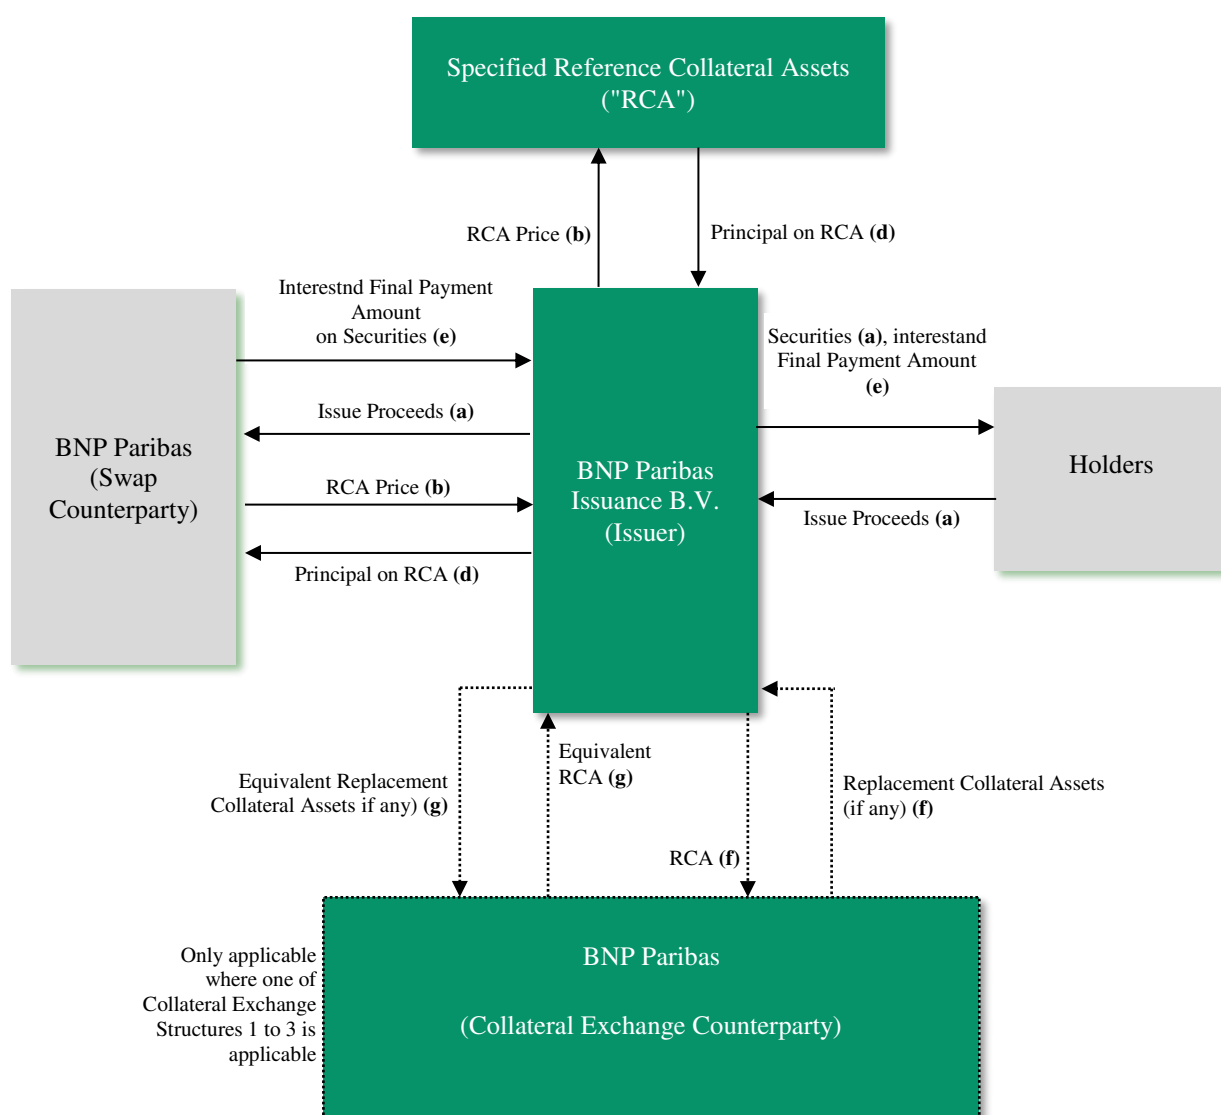 Specified Reference Collateral Assets
("RCA")
RCA Price (b)
Principal on RCA (d)
Interestnd Final Payment
Amount
on Securities (e)
Securities (a), interestand
Final Payment Amount
(e)
Issue Proceeds (a)
BNP Paribas
(Swap
Counterparty)
RCA Price (b)
Principal on RCA (d)
BNP Paribas
Issuance B.V.
(Issuer)
Holders
Issue Proceeds (a)
Equivalent Replacement
Collateral Assets if any) (g)
Equivalent
RCA (g)
RCA (f)
Replacement Collateral Assets
(if any) (f)
Only applicable
where one of
Collateral Exchange
Structures 1 to 3 is
applicable
BNP Paribas
(Collateral Exchange Counterparty)